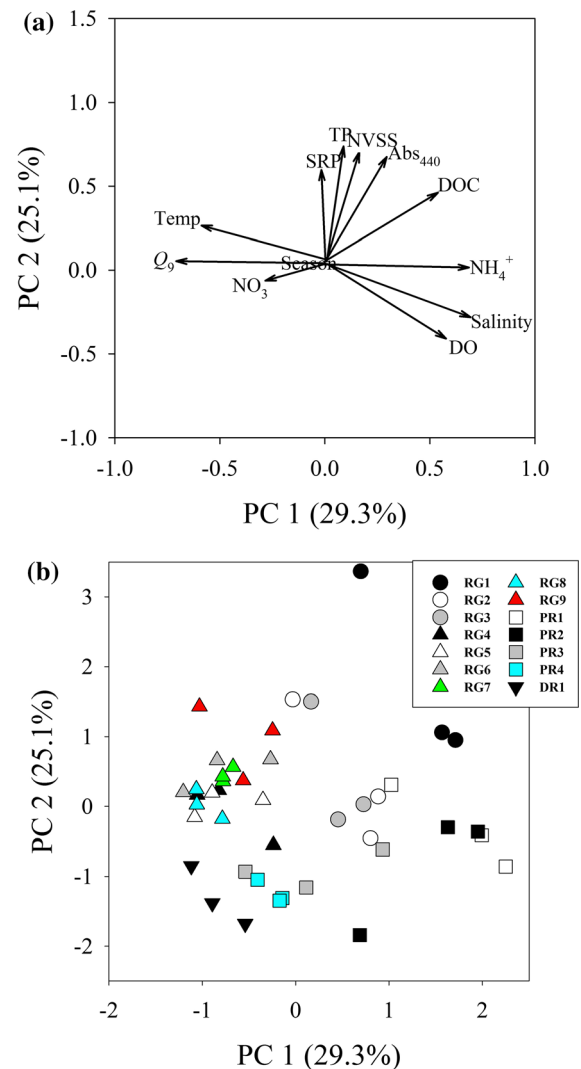 (a)
1.5
1.0
0.5
0.0
-0.5
-1.0
PC 2 (25.1%)
TP
NVSS
SRP
Abs440
DOC
Temp
Q9
Season
NH4+
NO3
Salinity
DO
-1.0 -0.5 0.0 0.5 1.0
PC 1 (29.3%)
(b)
3
2
1
0
-1
-2
PC 2 (25.1%)
RG1 RG8
RG2 RG9
RG3 PR1
RG4 PR2
RG5 PR3
RG6 PR4
RG7 DR1
-2 -1 0 1 2
PC 1 (29.3%)